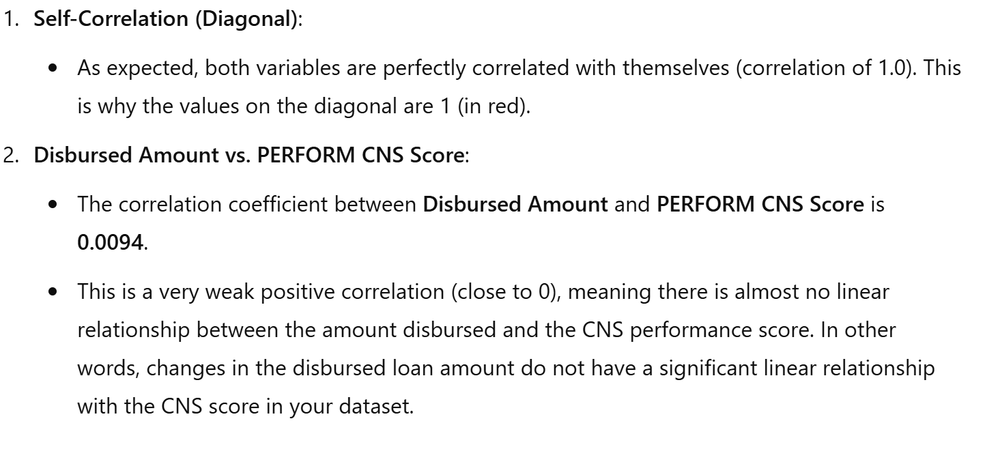 1. Self-Correlation (Diagonal):
• As expected, both variables are perfectly correlated with themselves (correlation of 1.0). This
is why the values on the diagonal are 1 (in red).
2. Disbursed Amount vs. PERFORM CNS Score:
• The correlation coefficient between Disbursed Amount and PERFORM CNS Score is
0.0094.
• This is a very weak positive correlation (close to 0), meaning there is almost no linear
relationship between the amount disbursed and the CNS performance score. In other
words, changes in the disbursed loan amount do not have a significant linear relationship
with the CNS score in your dataset.